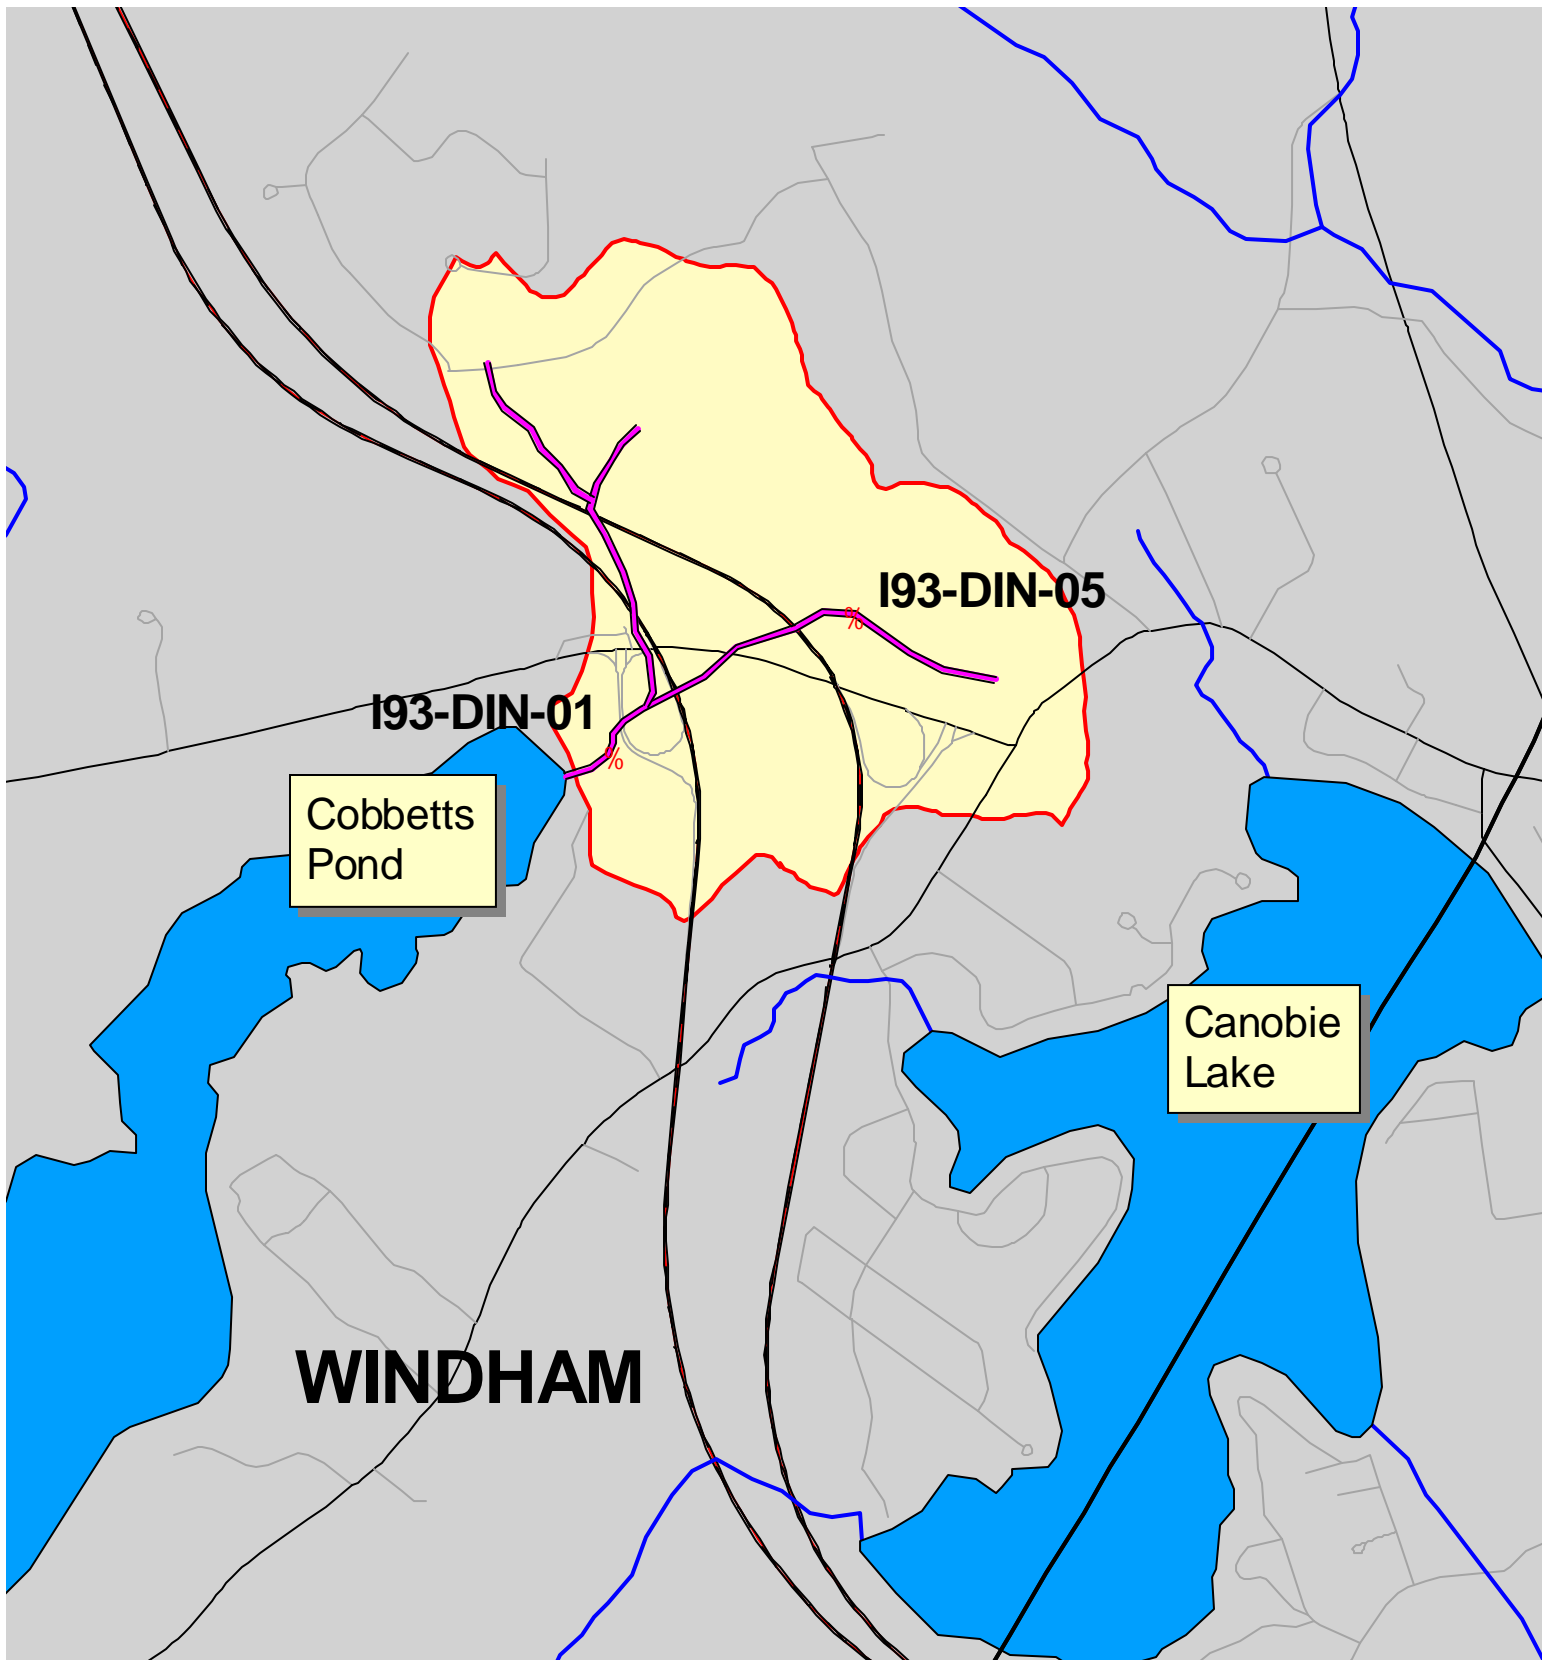 I93-DIN-05
%
I93-DIN-01
%
Cobbetts
Pond
Canobie
Lake
WINDHAM